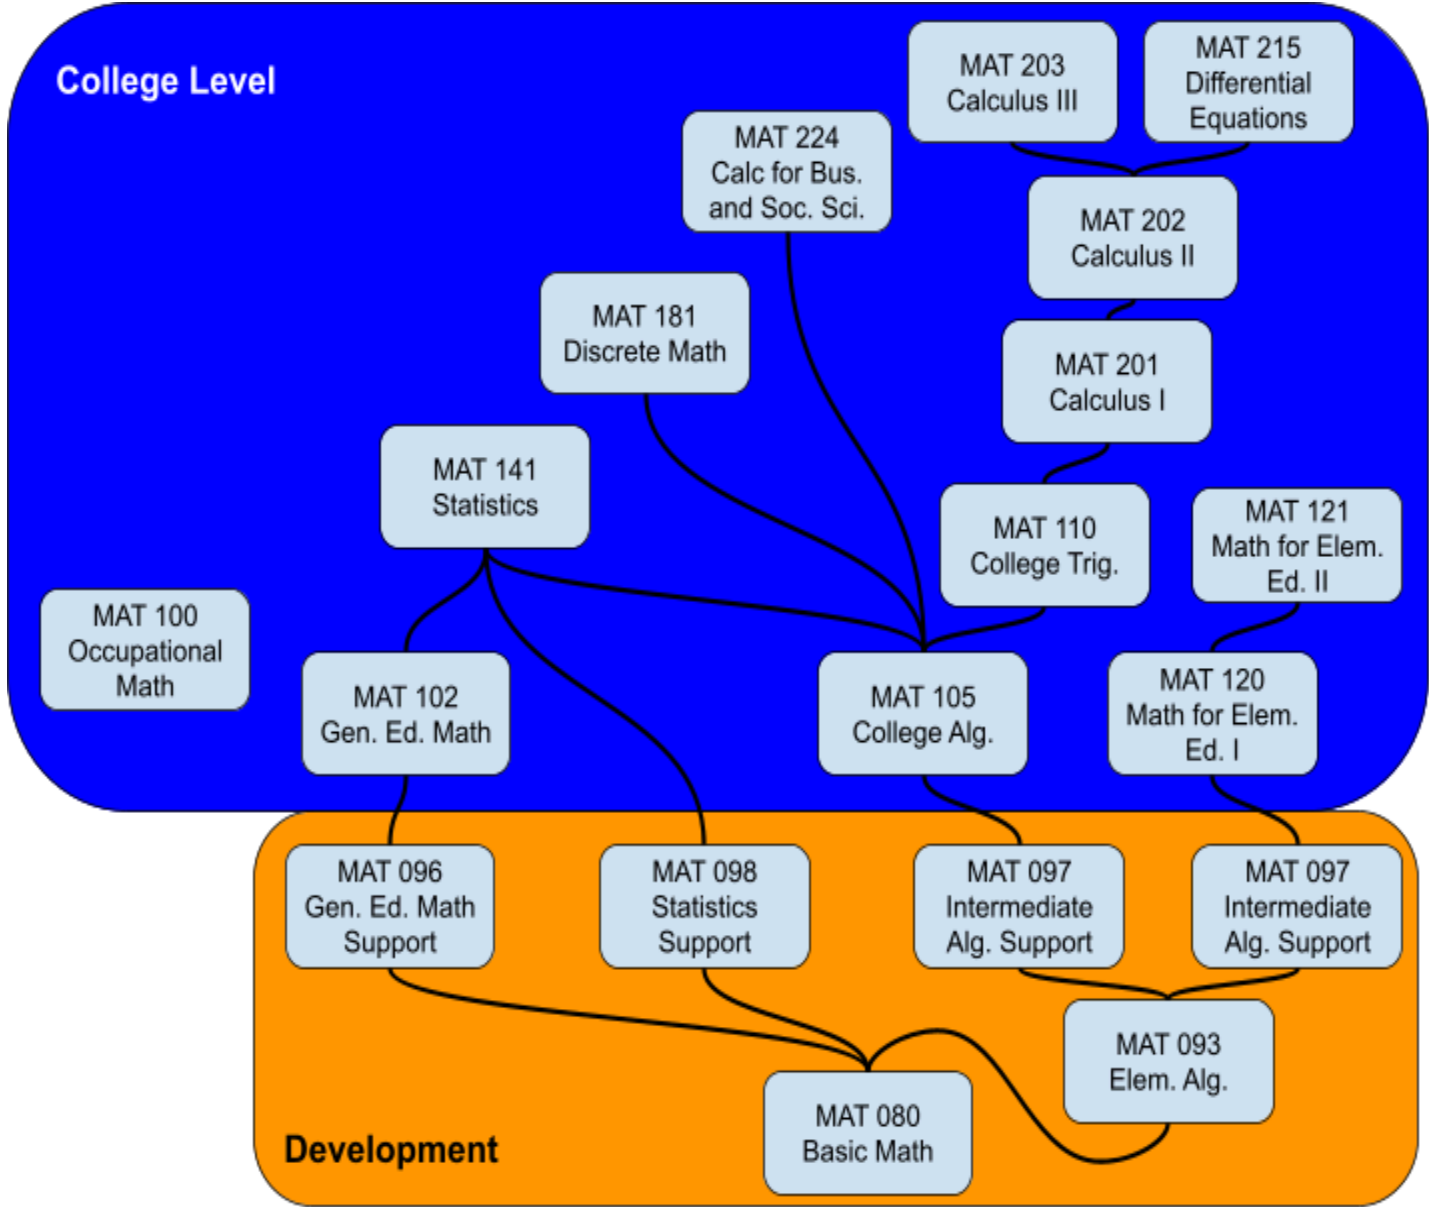 College Level
MAT 203
Calculus III
MAT 215
Differential
Equations
MAT 224
Calc for Bus.
and Soc. Sci.
MAT 202
Calculus II
MAT 181
Discrete Math
MAT 201
Calculus I
MAT 141
Statistics
MAT 110
College Trig.
MAT 121
Math for Elem.
Ed. II
MAT 100
Occupational
Math
MAT 102
Gen. Ed. Math
MAT 105
College Alg.
MAT 120
Math for Elem.
Ed. I
MAT 096
Gen. Ed. Math
Support
MAT 098
Statistics
Support
MAT 097
Intermediate
Alg. Support
MAT 097
Intermediate
Alg. Support
MAT 093
Elem. Alg.
MAT 080
Basic Math
Development